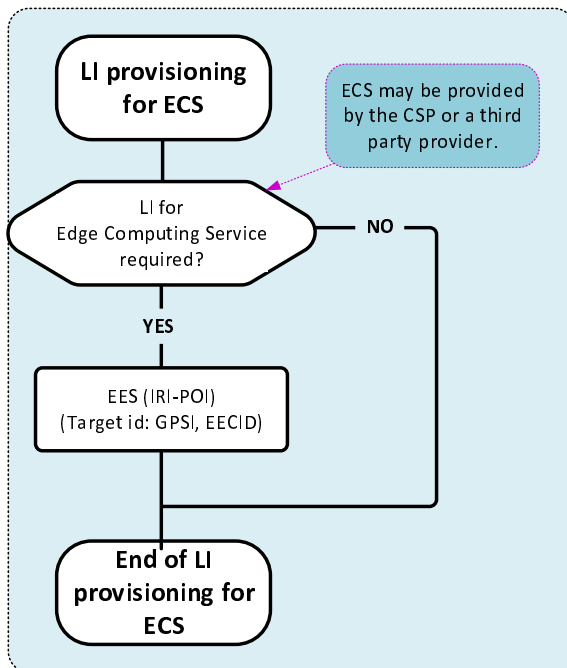 LI provisioning
for ECS
ECS may be provided
by the CSP or a third
party provider.
LI for
Edge Computing Service
required?
NO
YES
EES (IRI-POI)
(Target id: GPSI, EECID)
End of LI
provisioning for
ECS